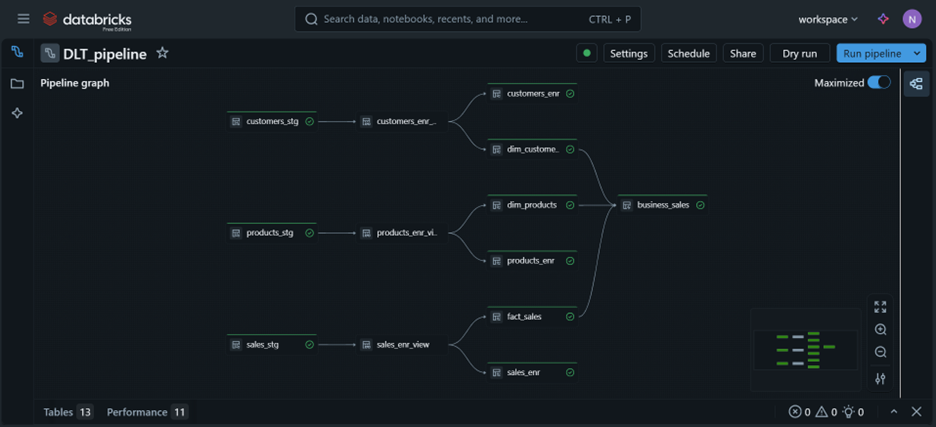 databricks
Free Edition
Search data, notebooks, recents, and more...
CTRL + P
workspace
N
DLT_pipeline
Settings
Schedule
Share
Dry run
Run pipeline
Pipeline graph
Maximized
customers_stg
customers_enr_..
customers_enr
dim_custome..
products_stg
products_enr_vi..
dim_products
business_sales
products_enr
sales_stg
sales_enr_view
fact_sales
sales_enr
Tables 13
Performance 11
0 0 0